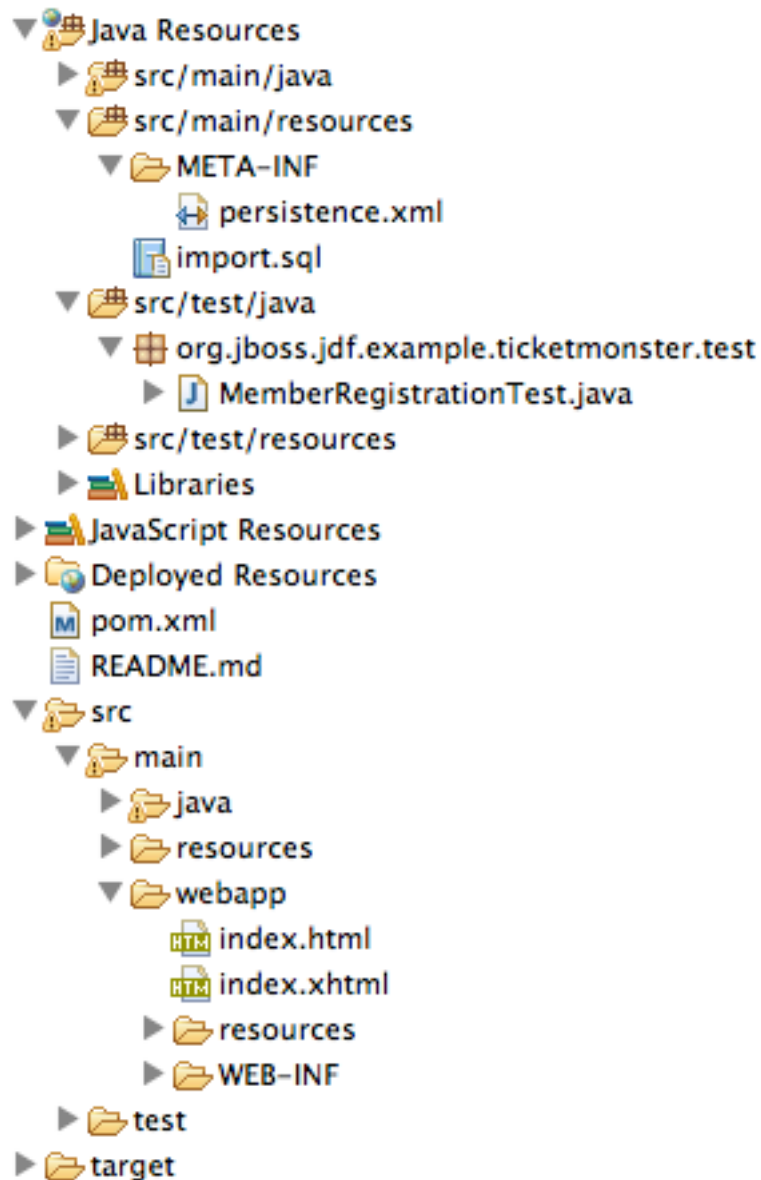 Java Resources
src/main/java
src/main/resources
META-INF
persistence.xml
import.sql
src/test/java
org.jboss.jdf.example.ticketmonster.test
J MemberRegistrationTest.java
src/test/resources
Libraries
JavaScript Resources
Deployed Resources
M pom.xml
README.md
src
main
java
resources
webapp
HTM index.html
HTM index.xhtml
resources
WEB-INF
test
target